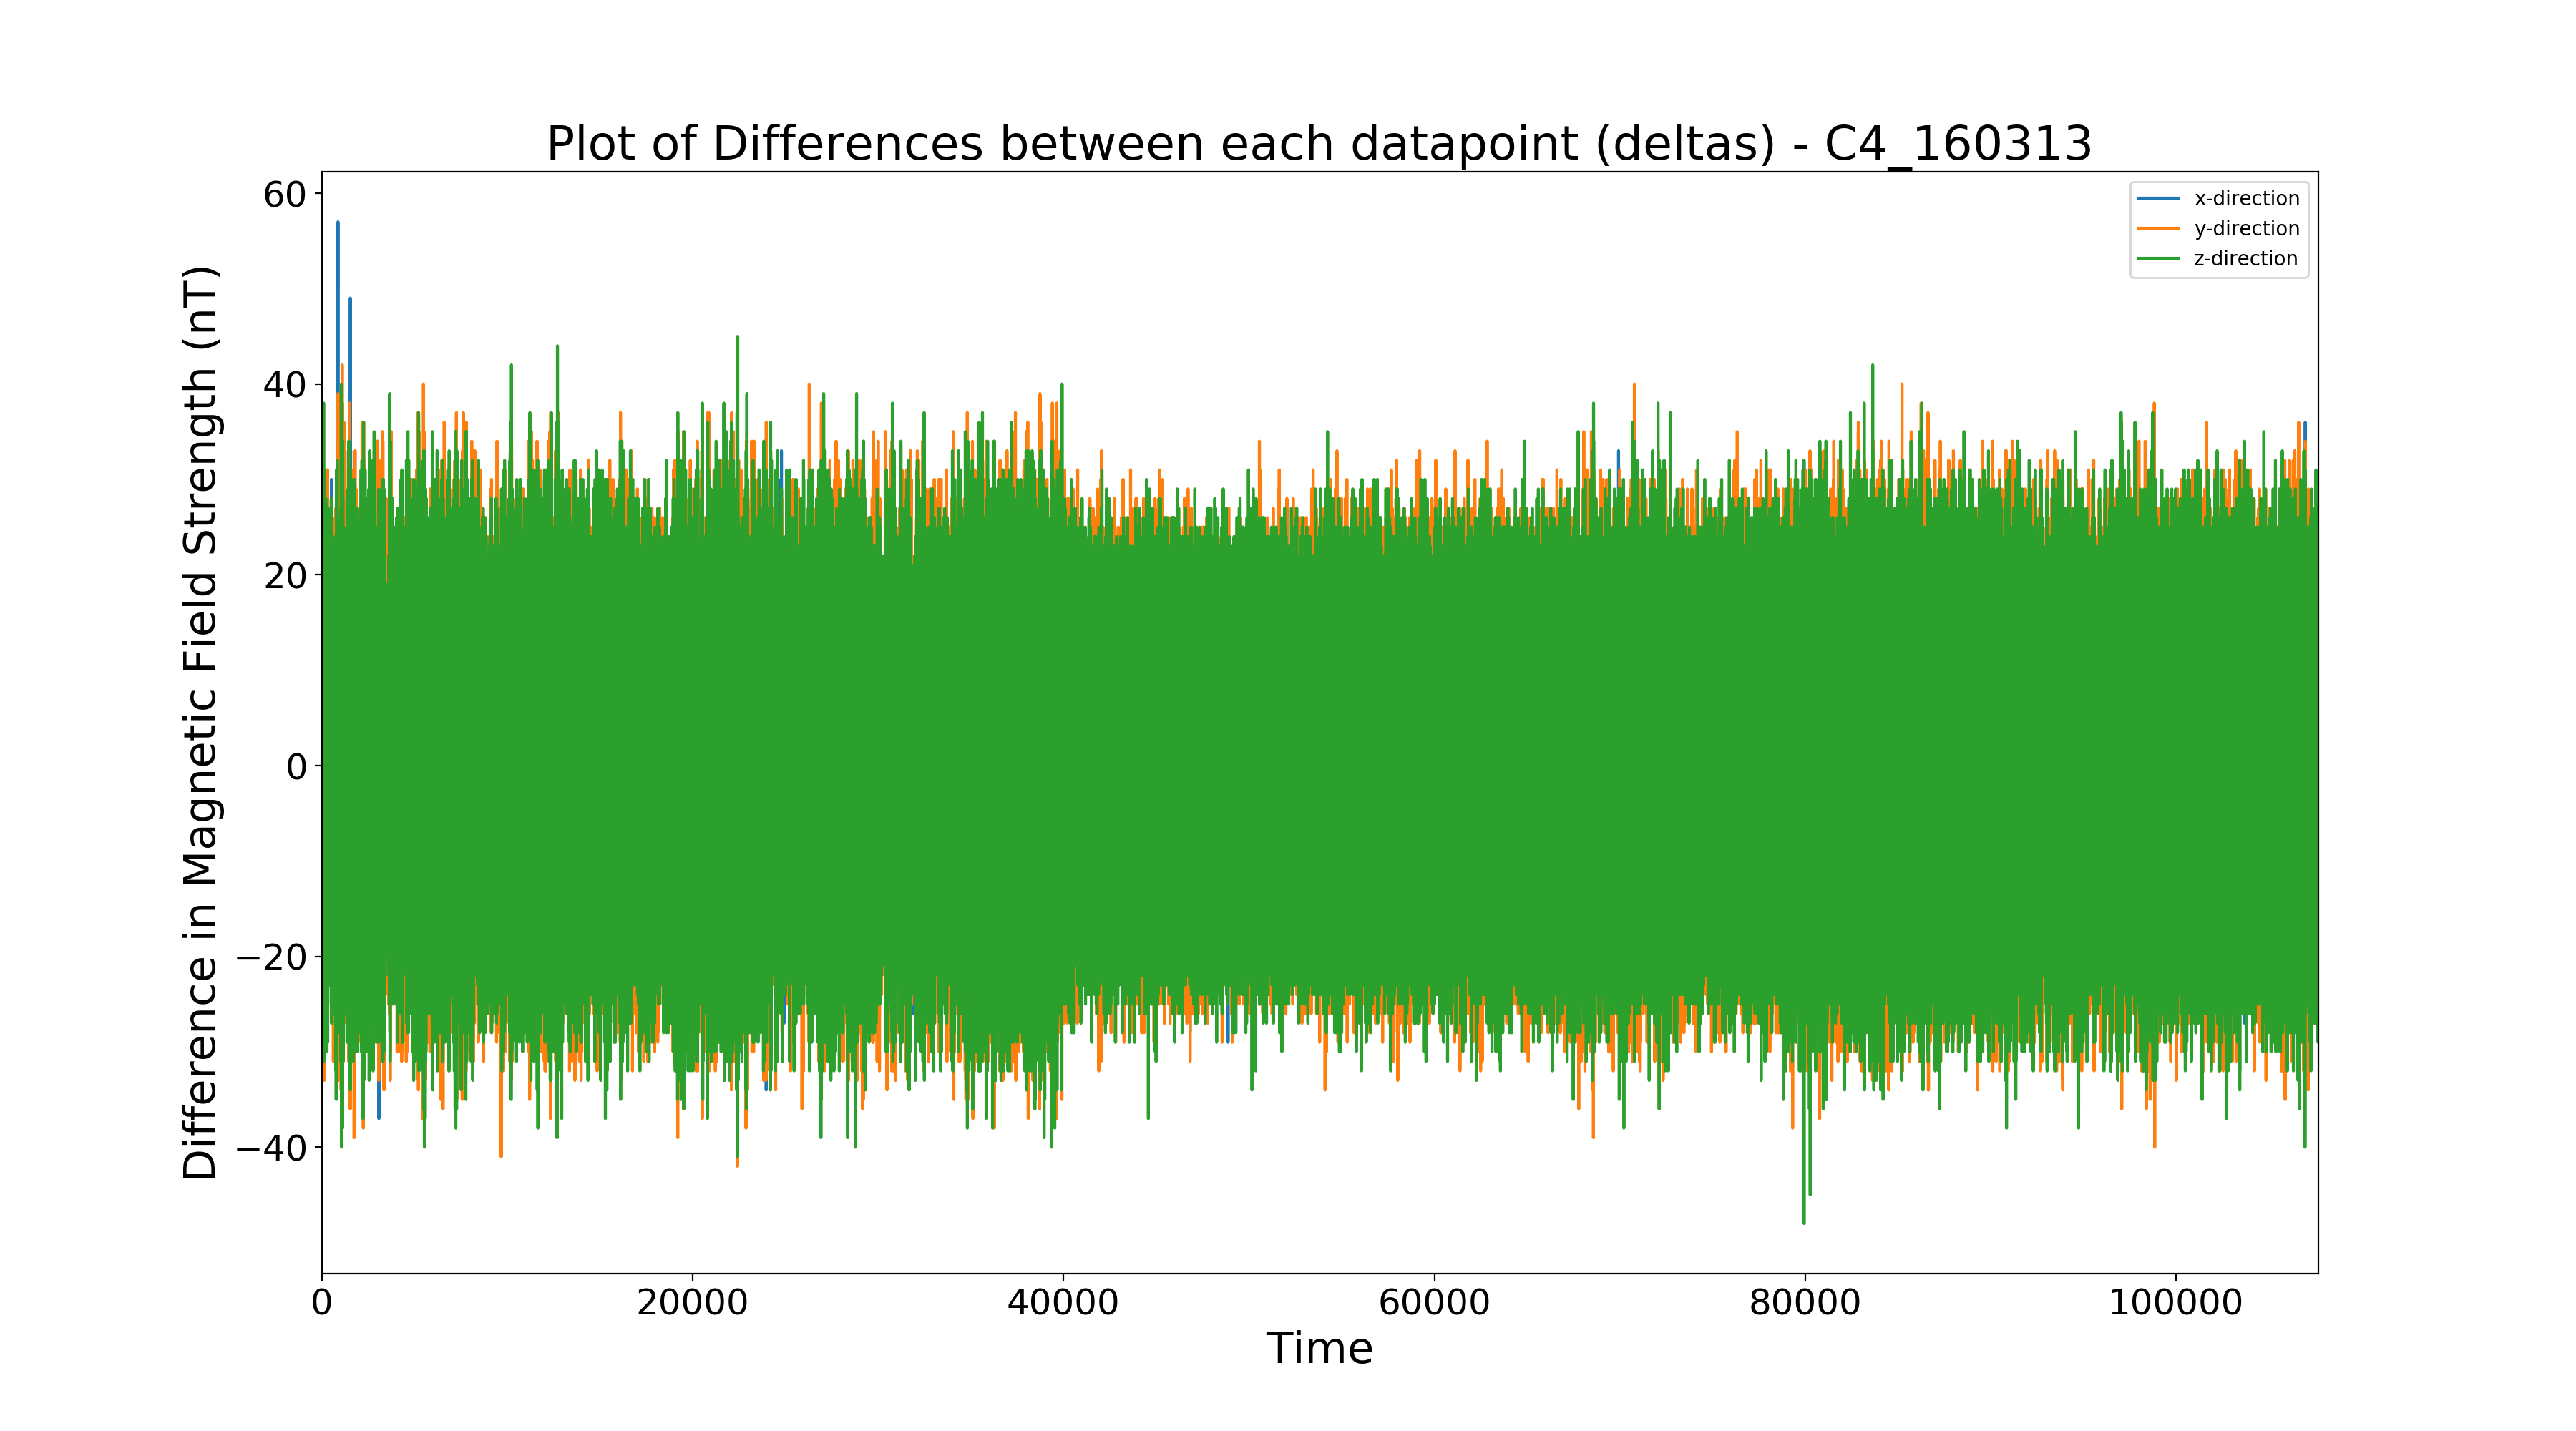 Plot of Differences between each datapoint (deltas) - C4_160313
x-direction
y-direction
z-direction
Difference in Magnetic Field Strength (nT)
60
40
20
0
−20
−40
0 20000 40000 60000 80000 100000
Time